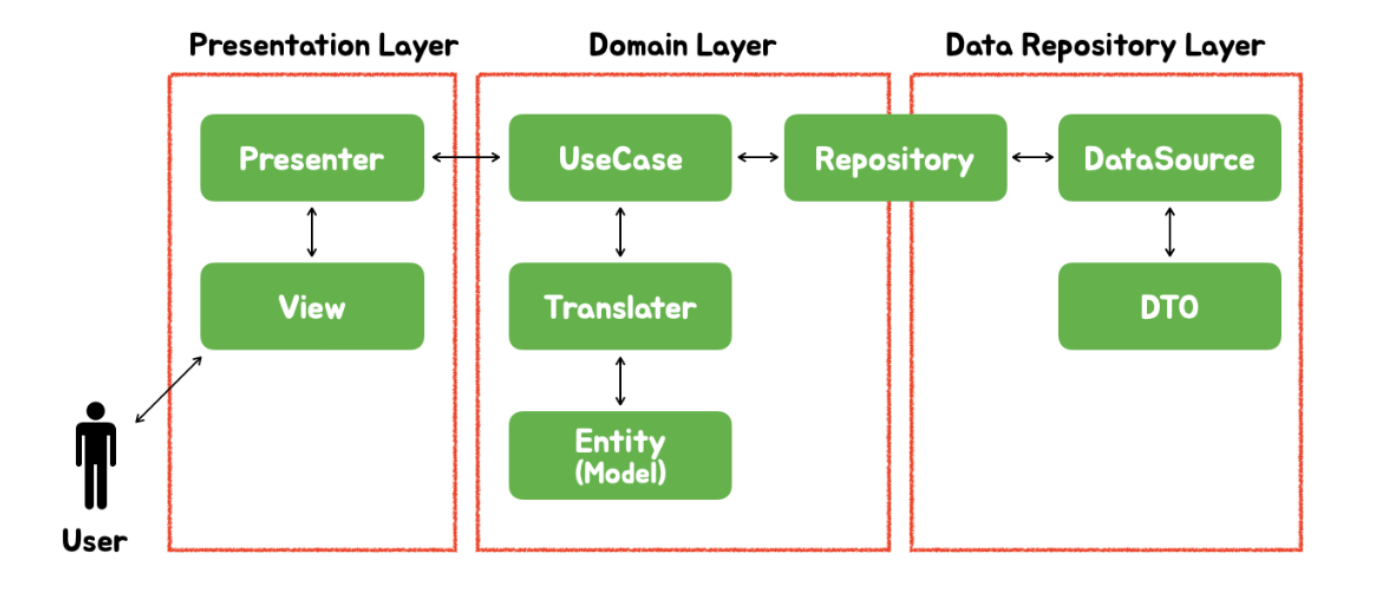 Presentation Layer
Domain Layer
Data Repository Layer
Presenter
UseCase
Repository
DataSource
View
Translater
DTO
Entity
(Model)
User